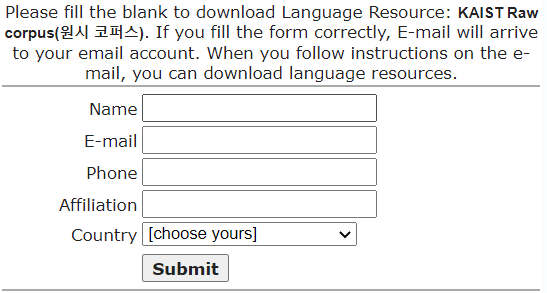 Please fill the blank to download Language Resource: KAIST Raw
corpus(원시 코퍼스). If you fill the form correctly, E-mail will arrive
to your email account. When you follow instructions on the e-
mail, you can download language resources.
Name
E-mail
Phone
Affiliation
Country [choose yours]
Submit